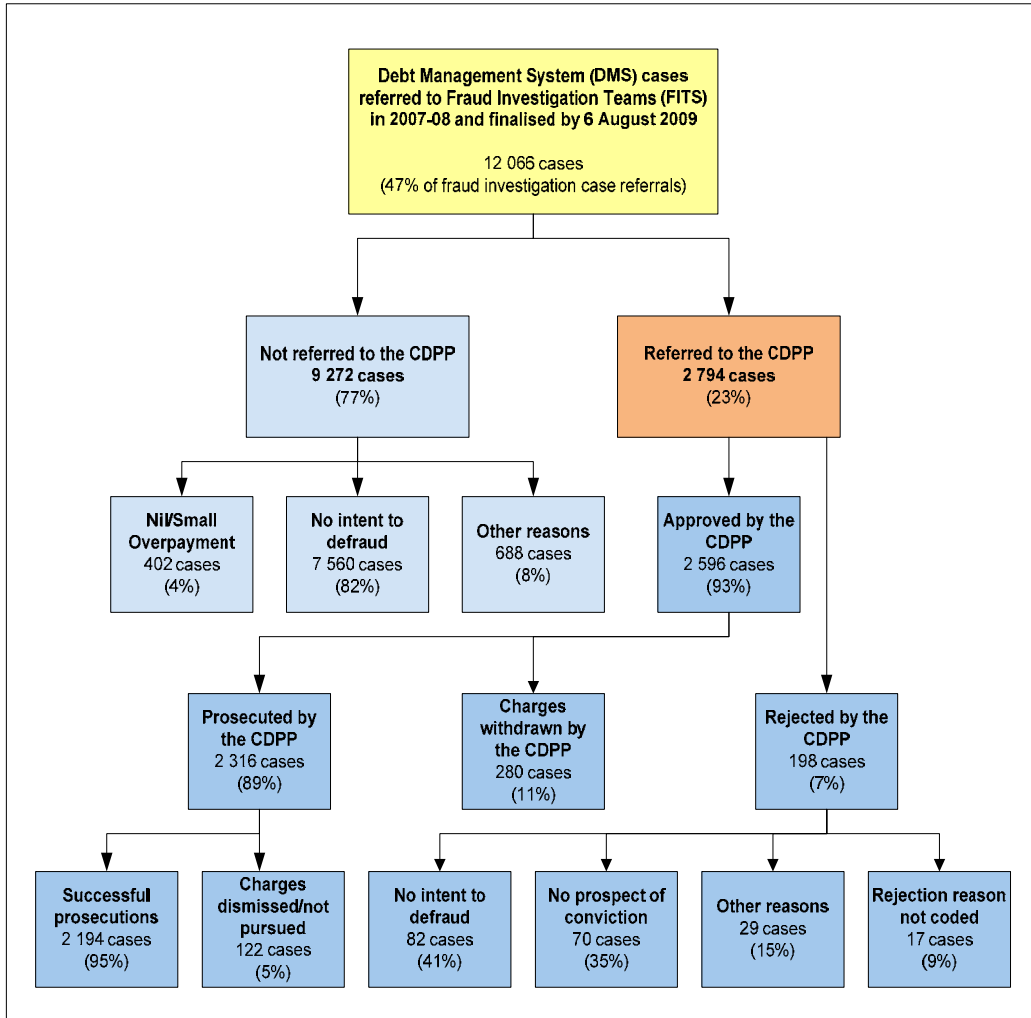 Debt Management System (DMS) cases
referred to Fraud Investigation Teams (FITS)
in 2007-08 and finalised by 6 August 2009
12 066 cases
(47% of fraud investigation case referrals)
Not referred to the CDPP
9 272 cases
(77%)
Referred to the CDPP
2 794 cases
(23%)
Nil/Small
Overpayment
402 cases
(4%)
No intent to
defraud
7 560 cases
(82%)
Other reasons
688 cases
(8%)
Approved by the
CDPP
2 596 cases
(93%)
Prosecuted by
the CDPP
2 316 cases
(89%)
Charges
withdrawn by
the CDPP
280 cases
(11%)
Rejected by the
CDPP
198 cases
(7%)
Successful
prosecutions
2 194 cases
(95%)
Charges
dismissed/not
pursued
122 cases
(5%)
No intent to
defraud
82 cases
(41%)
No prospect of
conviction
70 cases
(35%)
Other reasons
29 cases
(15%)
Rejection reason
not coded
17 cases
(9%)